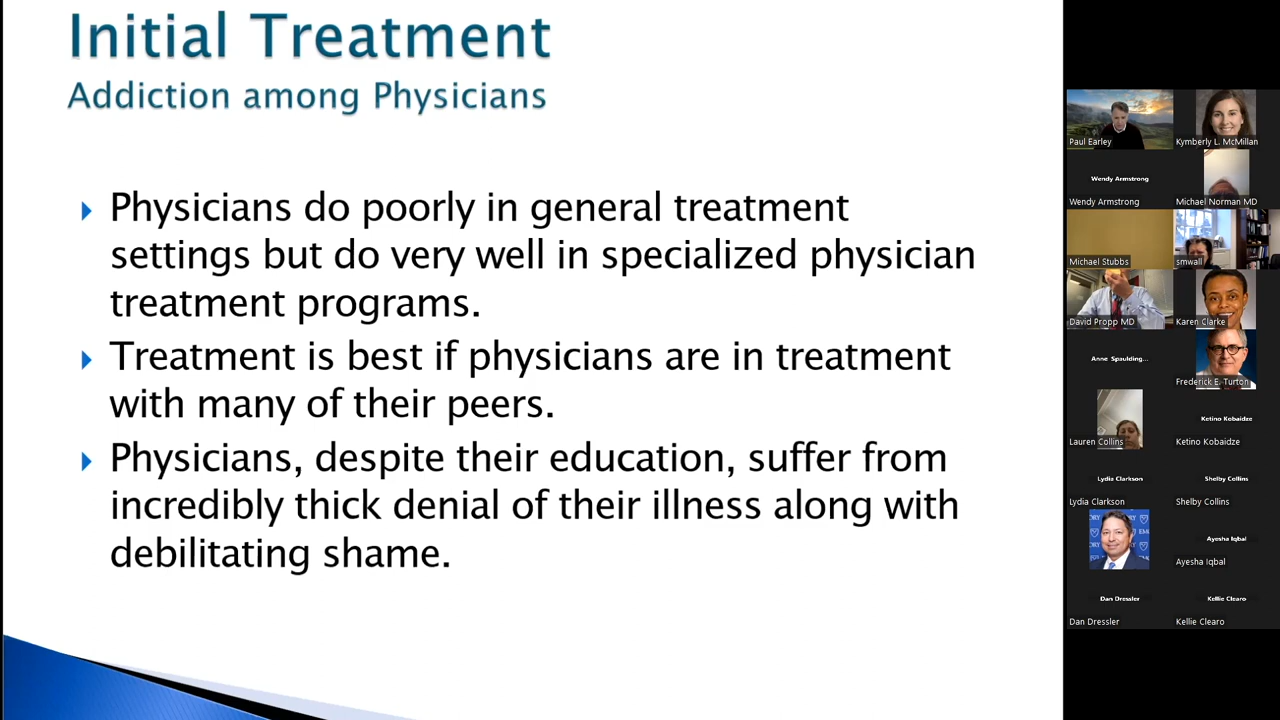 Initial Treatment
Addiction among Physicians
Physicians do poorly in general treatment
settings but do very well in specialized physician
treatment programs.
Treatment is best if physicians are in treatment
with many of their peers.
Physicians, despite their education, suffer from
incredibly thick denial of their illness along with
debilitating shame.
Paul Earley
Kymberly L. McMillan
Wendy Armstrong
Wendy Armstrong
Michael Norman MD
Michael Stubbs
smwall
David Propp MD
Karen Clarke
Anne Spaulding...
Frederick E. Turton
Lauren Collins
Ketino Kobaidze
Ketino Kobaidze
Lydia Clarkson
Shelby Collins
Lydia Clarkson
Shelby Collins
ORY
EM
Ayesha Iqbal
Ayesha Iqbal
Dan Dressler
Kellie Clearo
Dan Dressler
Kellie Clearo